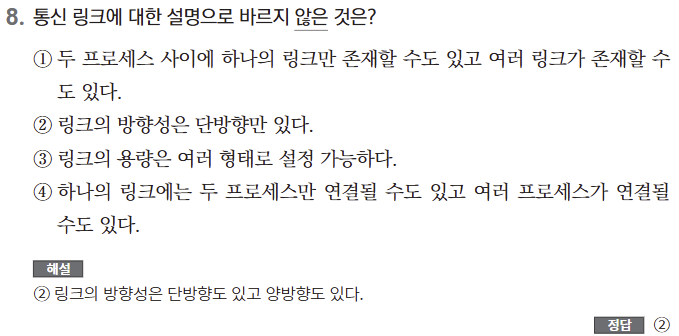 8. 통신 링크에 대한 설명으로 바르지 않은 것은?
① 두 프로세스 사이에 하나의 링크만 존재할 수도 있고 여러 링크가 존재할 수
도 있다.
② 링크의 방향성은 단방향만 있다.
③ 링크의 용량은 여러 형태로 설정 가능하다.
④ 하나의 링크에는 두 프로세스만 연결될 수도 있고 여러 프로세스가 연결될
수도 있다.
해설
② 링크의 방향성은 단방향도 있고 양방향도 있다.
정답 ②